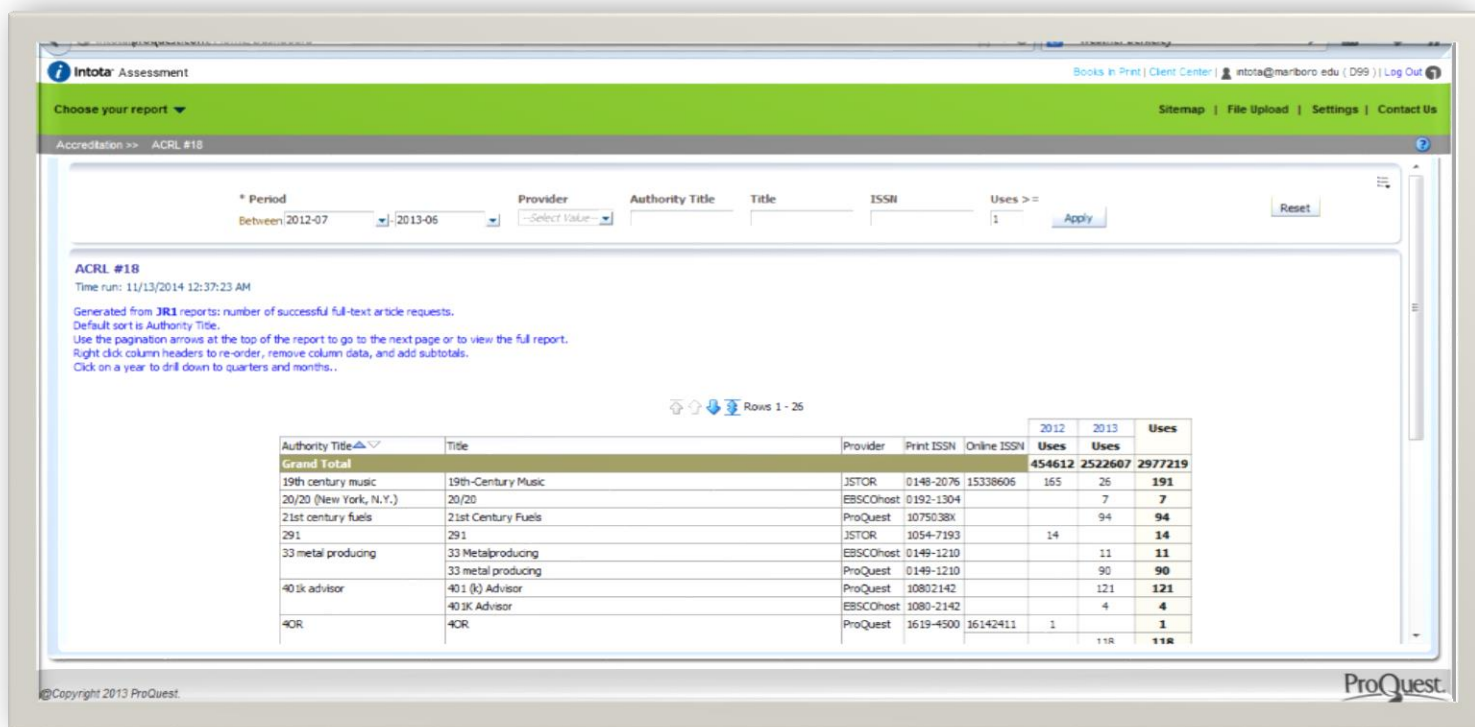 Intota Assessment
Books In Print | Client Center | intota@marlboro.edu ( D99 ) | Log Out
Choose your report
Sitemap | File Upload | Settings | Contact Us
Accreditation >> ACRL #18
* Period Provider Authority Title Title ISSN Uses >=
Between 2012-07 - 2013-06 --Select Value-- 1 Apply Reset
ACRL #18
Time run: 11/13/2014 12:37:23 AM
Generated from JR1 reports: number of successful full-text article requests.
Default sort is Authority Title.
Use the pagination arrows at the top of the report to go to the next page or to view the full report.
Right click column headers to re-order, remove column data, and add subtotals.
Click on a year to drill down to quarters and months..
Rows 1 - 26
2012 2013 Uses
Authority Title Title Provider Print ISSN Online ISSN Uses Uses
Grand Total 454612 2522607 2977219
19th century music 19th-Century Music JSTOR 0148-2076 15338606 165 26 191
20/20 (New York, N.Y.) 20/20 EBSCOhost 0192-1304 7 7
21st century fuels 21st Century Fuels ProQuest 1075038X 94 94
291 291 JSTOR 1054-7193 14 14
33 metal producing 33 Metalproducing EBSCOhost 0149-1210 11 11
33 metal producing ProQuest 0149-1210 90 90
401k advisor 401 (k) Advisor ProQuest 10802142 121 121
401K Advisor EBSCOhost 1080-2142 4 4
4OR 4OR ProQuest 1619-4500 16142411 1 1
118 118
@Copyright 2013 ProQuest.
ProQuest.